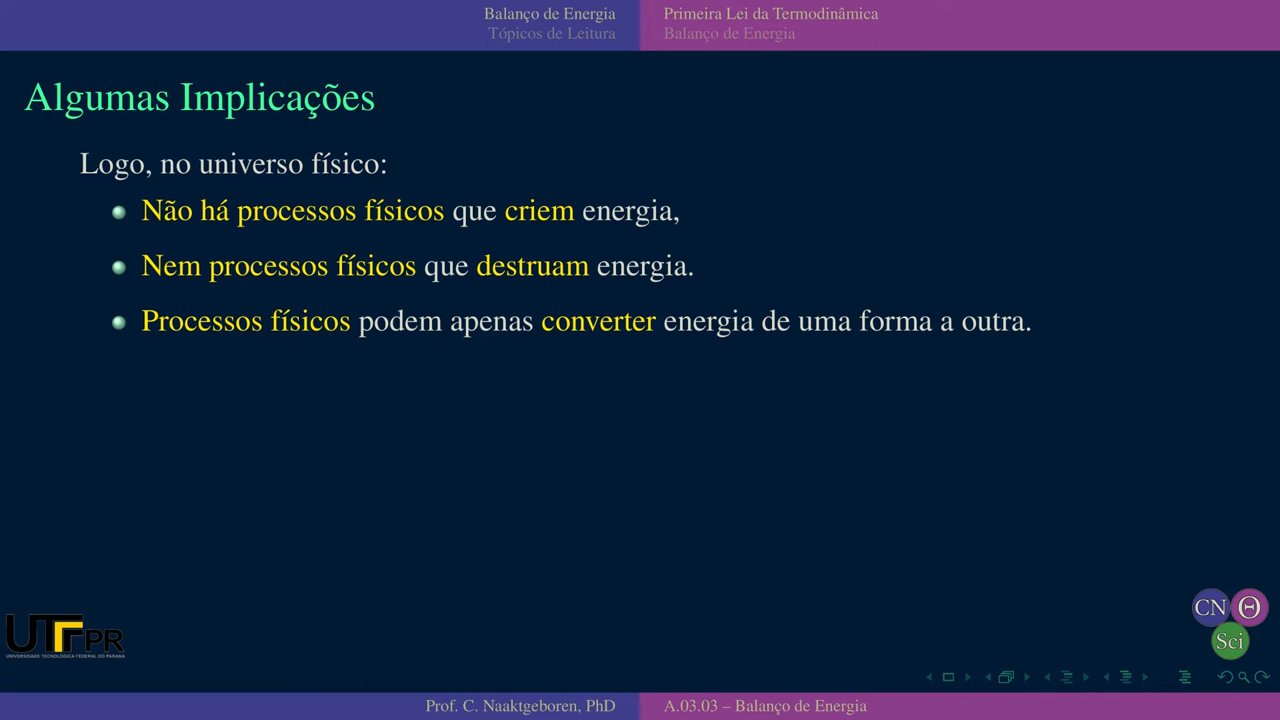 Balanço de Energia
Tópicos de Leitura
Primeira Lei da Termodinâmica
Balanço de Energia
Algumas Implicações
Logo, no universo físico:
Não há processos físicos que criem energia,
Nem processos físicos que destruam energia.
Processos físicos podem apenas converter energia de uma forma a outra.
UTFPR
UNIVERSIDADE TECNOLÓGICA FEDERAL DO PARANÁ
CN Θ
Sci
Prof. C. Naaktgeboren, PhD
A.03.03 – Balanço de Energia